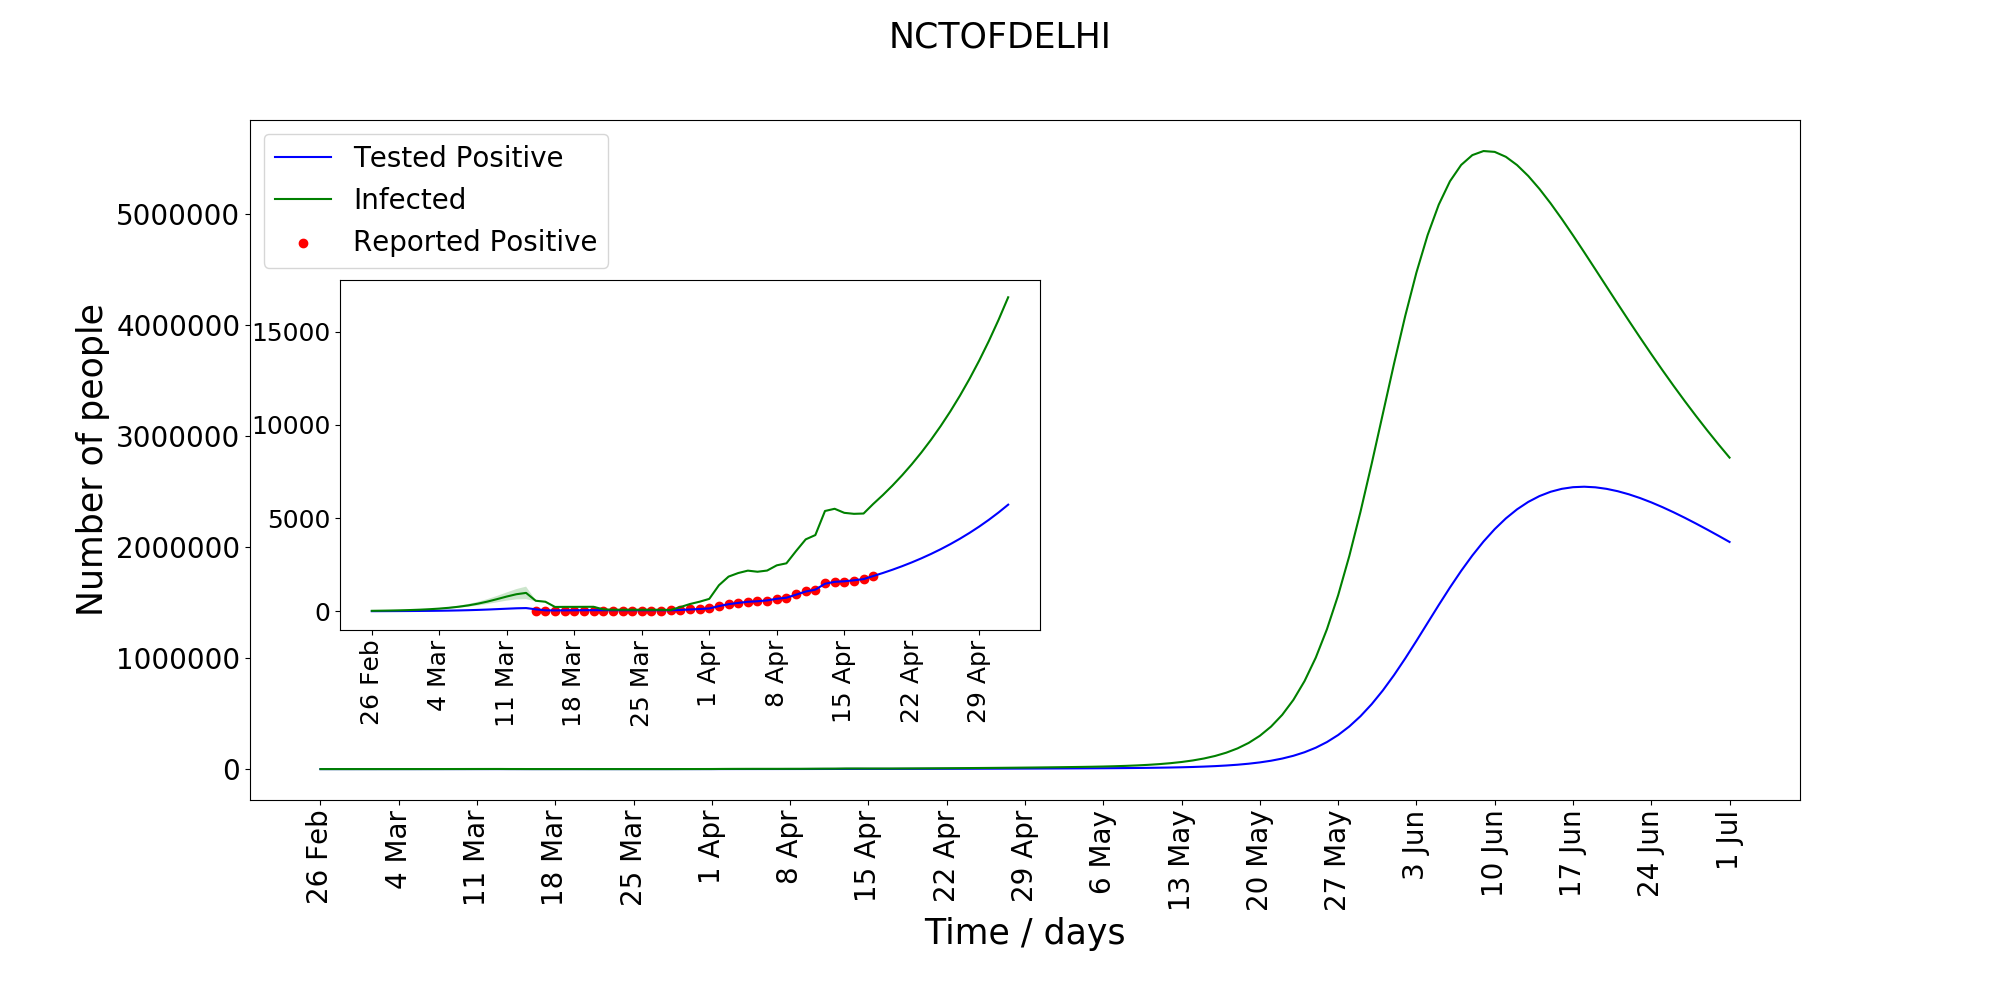 NCTOFDELHI
Tested Positive
Infected
Reported Positive
Number of people
5000000
4000000
3000000
2000000
1000000
0
15000
10000
5000
0
26 Feb
4 Mar
11 Mar
18 Mar
25 Mar
1 Apr
8 Apr
15 Apr
22 Apr
29 Apr
26 Feb
4 Mar
11 Mar
18 Mar
25 Mar
1 Apr
8 Apr
15 Apr
22 Apr
29 Apr
6 May
13 May
20 May
27 May
3 Jun
10 Jun
17 Jun
24 Jun
1 Jul
Time / days